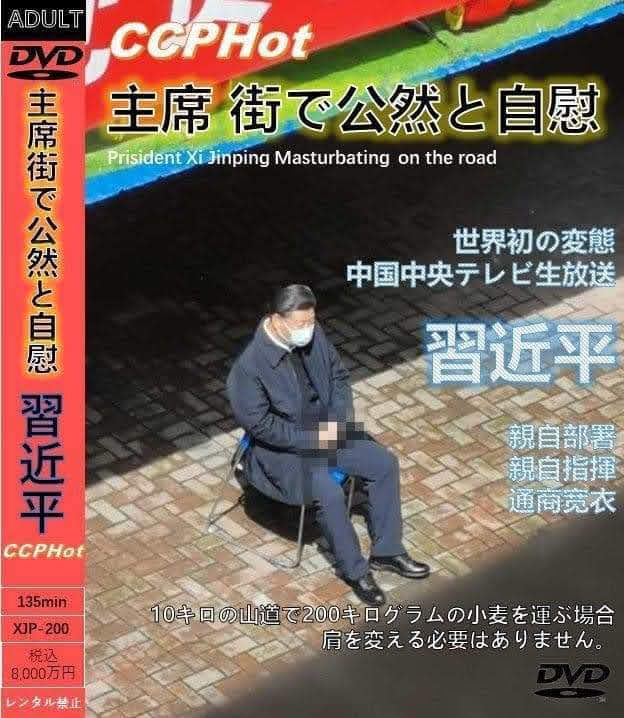 ADULT
DVD
主席街で公然と自慰
習近平
CCPHot
135min
XJP-200
税込
8,000万円
レンタル禁止
CCPHot
主席 街で公然と自慰
Prisident Xi Jinping Masturbating on the road
世界初の変態
中国中央テレビ生放送
習近平
親自部署
親自指揮
通商宽衣
10キロの山道で200キログラムの小麦を運ぶ場合
肩を変える必要はありません。
DVD